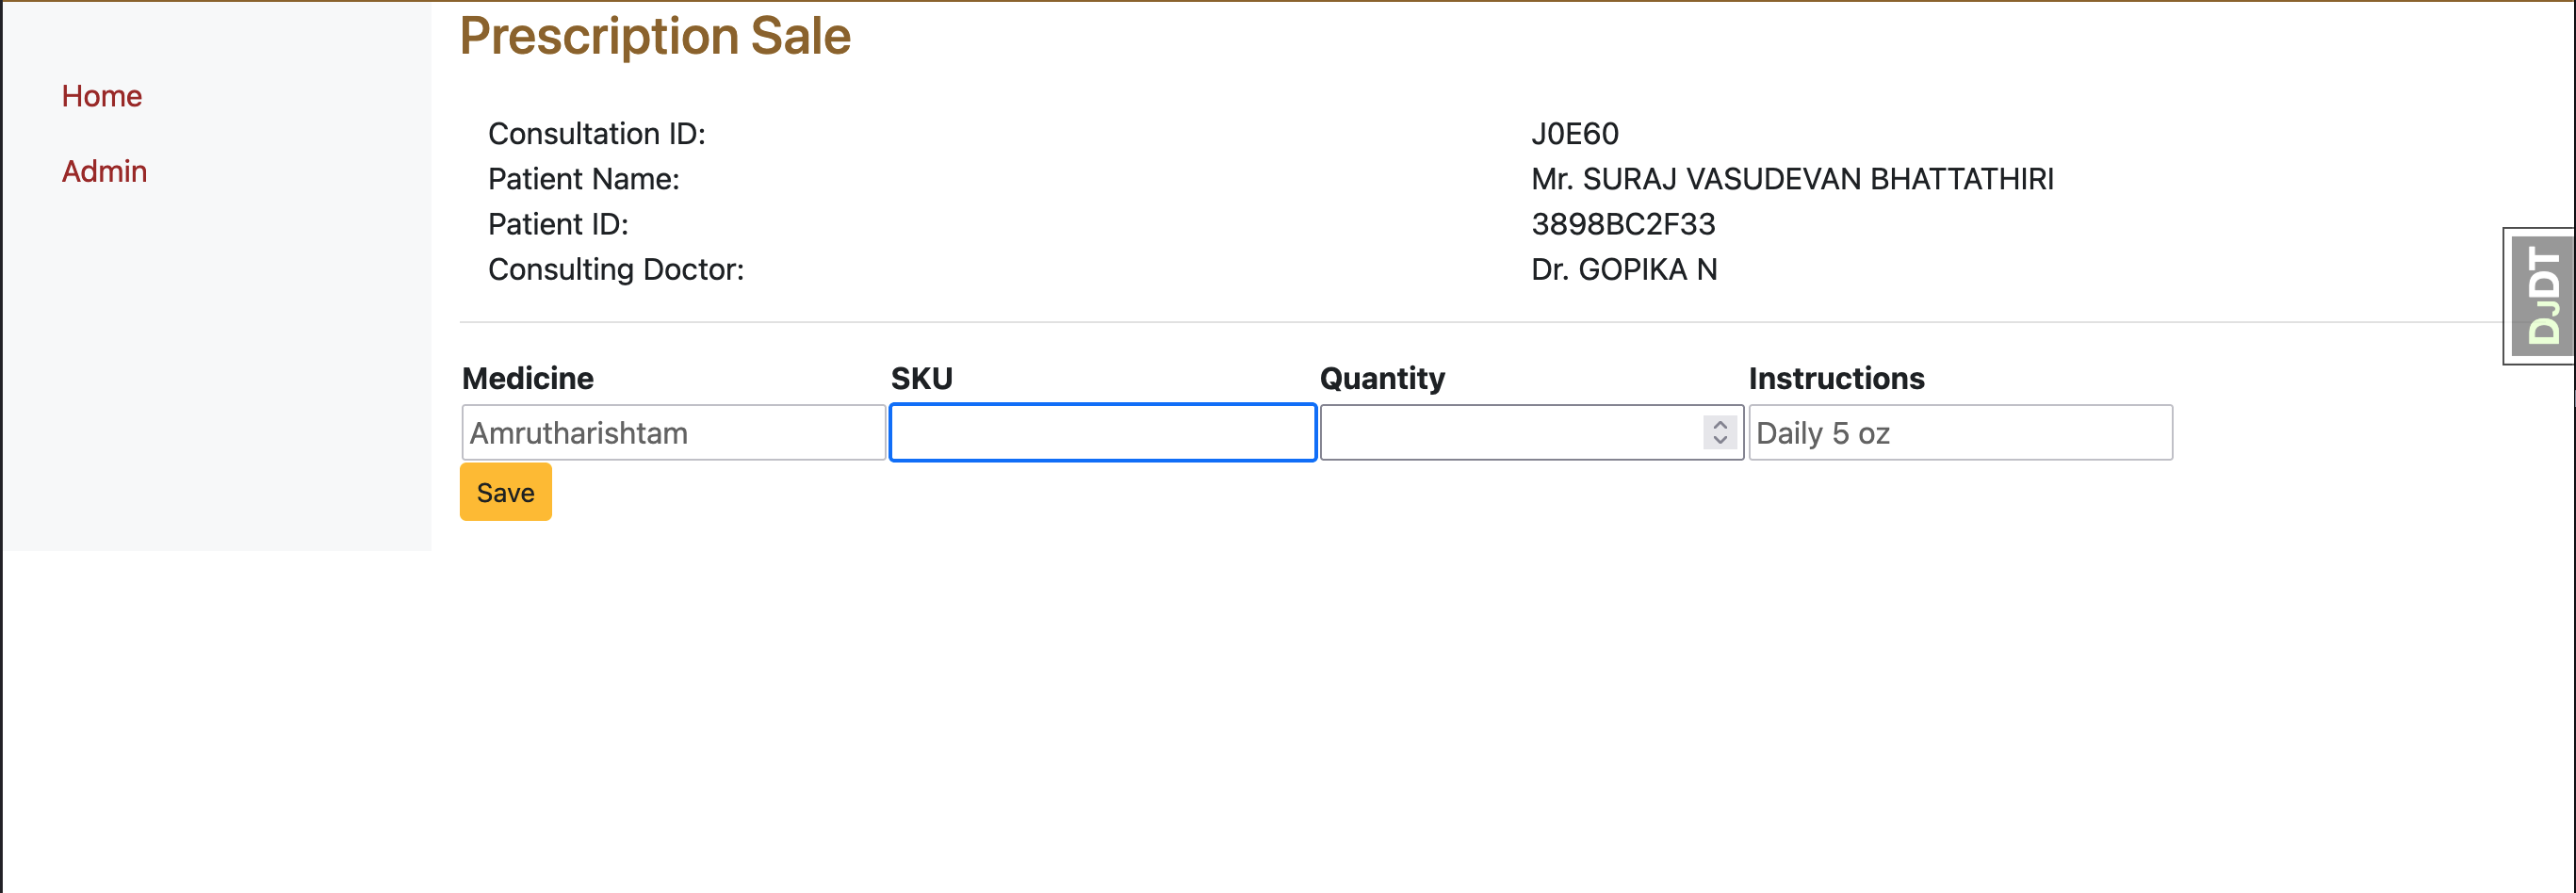 Prescription Sale
Home
Admin
Consultation ID: J0E60
Patient Name: Mr. SURAJ VASUDEVAN BHATTATHIRI
Patient ID: 3898BC2F33
Consulting Doctor: Dr. GOPIKA N
DJDT
Medicine SKU Quantity Instructions
Amrutharishtam Daily 5 oz
Save